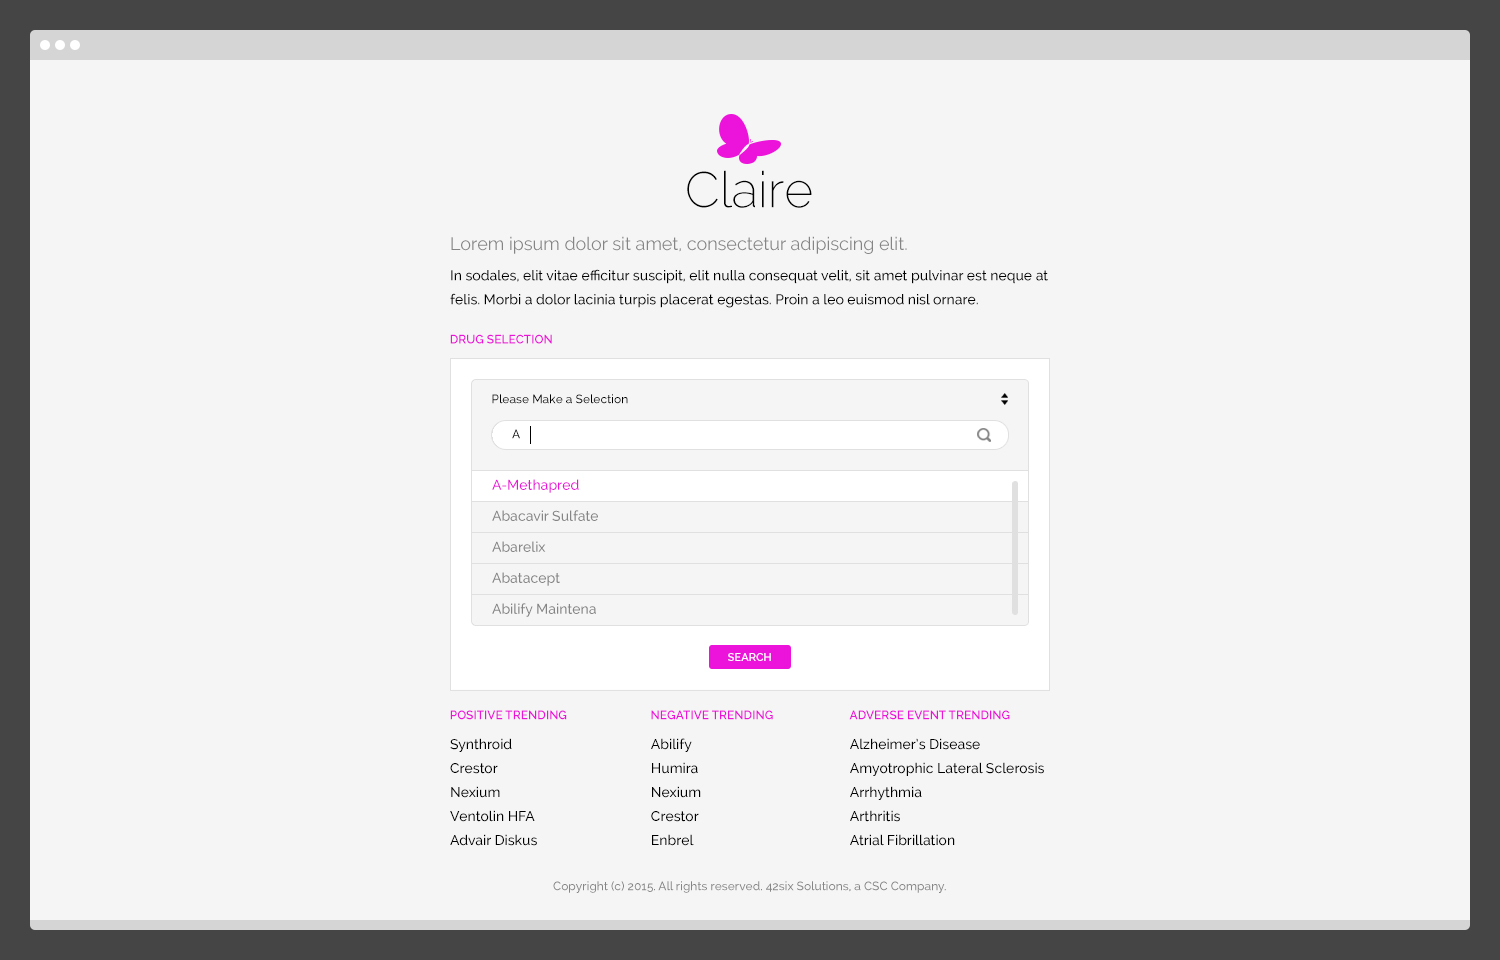 Claire
Lorem ipsum dolor sit amet, consectetur adipiscing elit.
In sodales, elit vitae efficitur suscipit, elit nulla consequat velit, sit amet pulvinar est neque at
felis. Morbi a dolor lacinia turpis placerat egestas. Proin a leo euismod nisl ornare.
DRUG SELECTION
Please Make a Selection
A
A-Methapred
Abacavir Sulfate
Abarelix
Abatacept
Abilify Maintena
SEARCH
POSITIVE TRENDING
Synthroid
Crestor
Nexium
Ventolin HFA
Advair Diskus
NEGATIVE TRENDING
Abilify
Humira
Nexium
Crestor
Enbrel
ADVERSE EVENT TRENDING
Alzheimer's Disease
Amyotrophic Lateral Sclerosis
Arrhythmia
Arthritis
Atrial Fibrillation
Copyright (c) 2015. All rights reserved. 42six Solutions, a CSC Company.